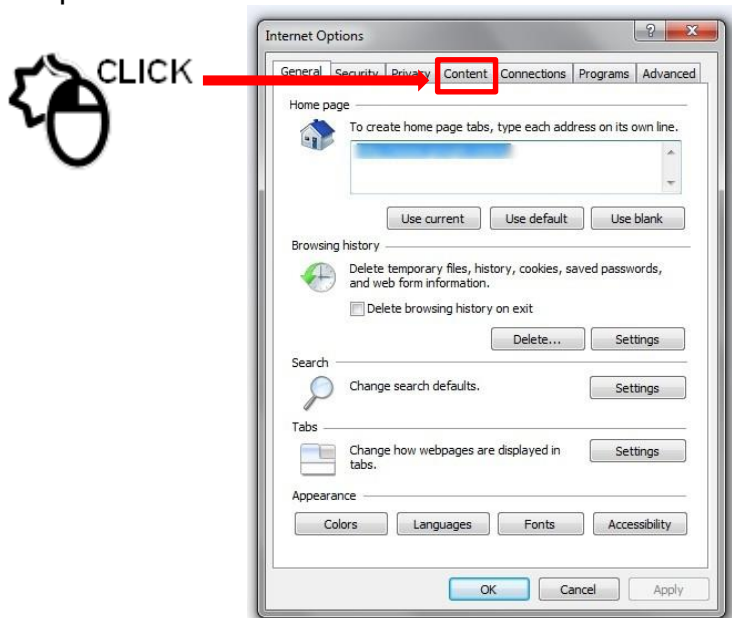 Internet Options
CLICK
General Security Privacy Content Connections Programs Advanced
Home page
To create home page tabs, type each address on its own line.
Use current Use default Use blank
Browsing history
Delete temporary files, history, cookies, saved passwords,
and web form information.
Delete browsing history on exit
Delete... Settings
Search
Change search defaults. Settings
Tabs
Change how webpages are displayed in Settings
tabs.
Appearance
Colors Languages Fonts Accessibility
OK Cancel Apply